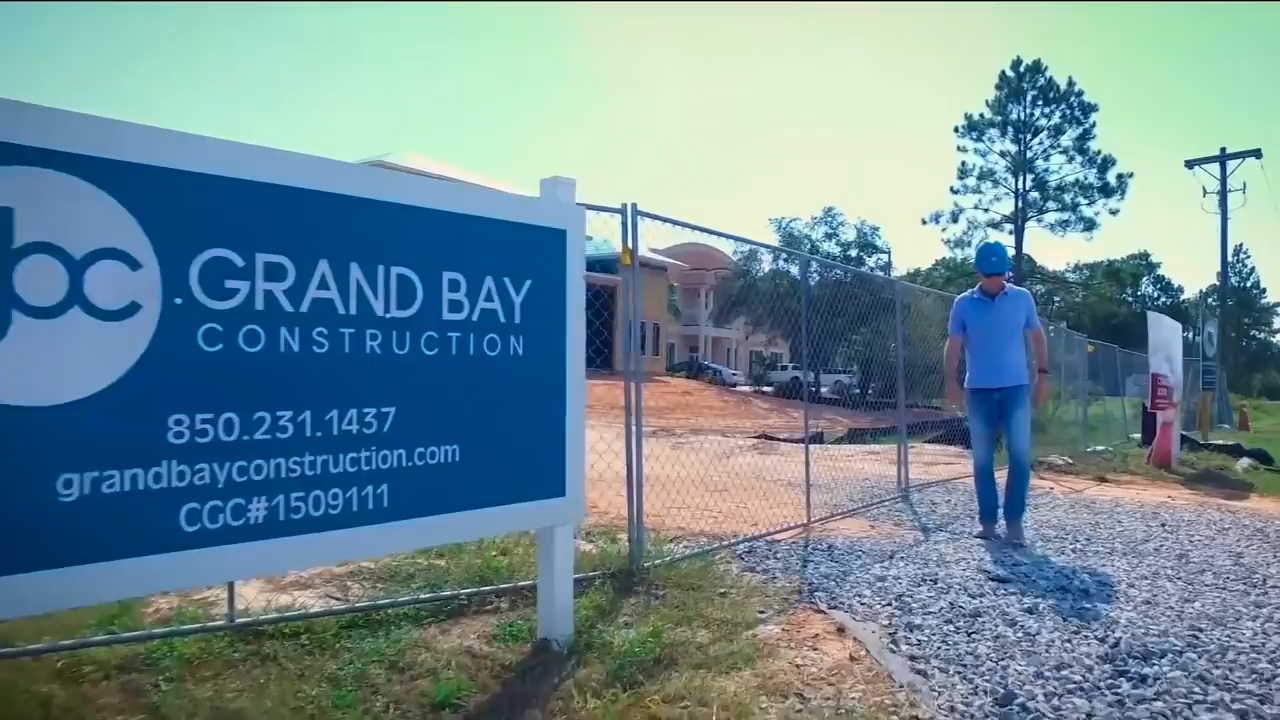 gbc
GRAND BAY
CONSTRUCTION
850.231.1437
grandbayconstruction.com
CGC#1509111